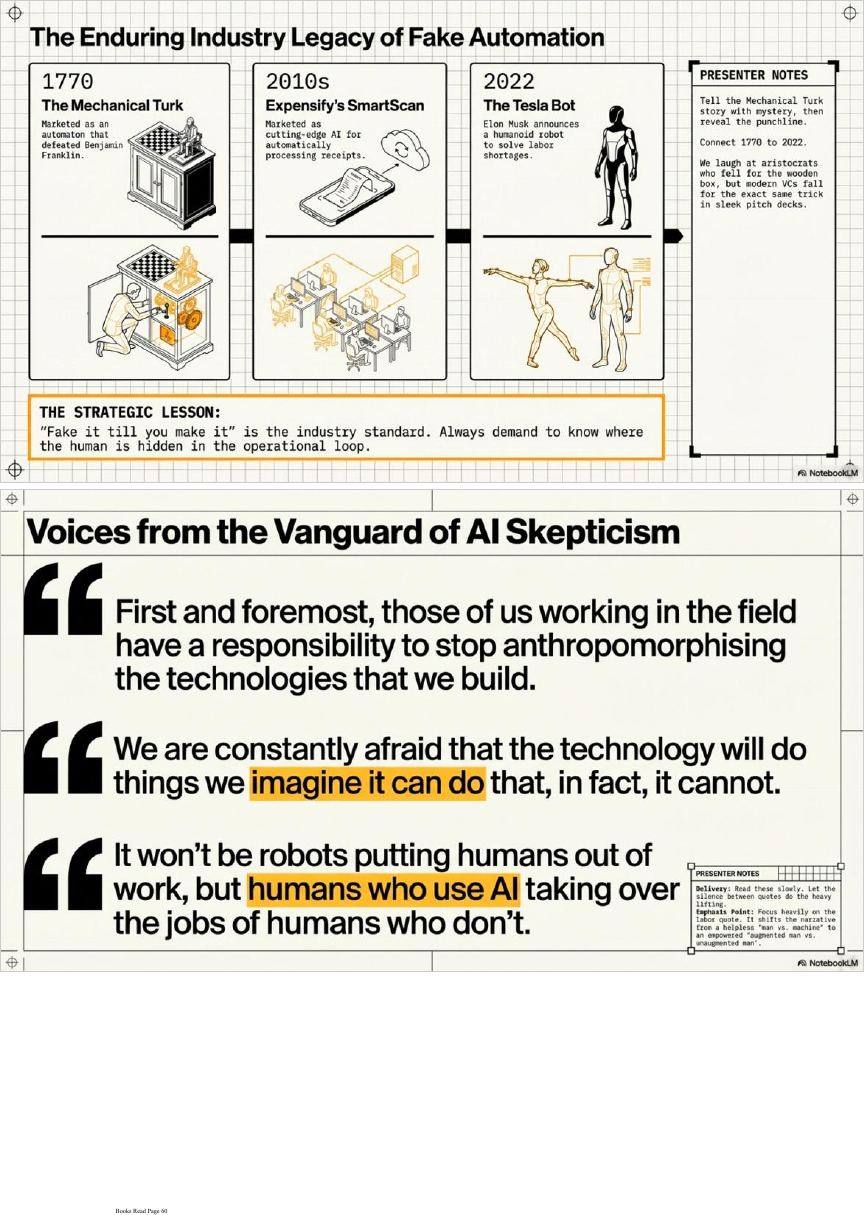 The Enduring Industry Legacy of Fake Automation
1770
The Mechanical Turk
Marketed as an
automaton that
defeated Benjamin
Franklin.
2010s
Expensify's SmartScan
Marketed as
cutting-edge AI for
automatically
processing receipts.
2022
The Tesla Bot
Elon Musk announces
a humanoid robot
to solve labor
shortages.
PRESENTER NOTES
Tell the Mechanical Turk
story with mystery, then
reveal the punchline.
Connect 1770 to 2022.
We laugh at aristocrats
who fell for the wooden
box, but modern VCs fall
for the exact same trick
in sleek pitch decks.
THE STRATEGIC LESSON:
"Fake it till you make it" is the industry standard. Always demand to know where
the human is hidden in the operational loop.
NotebookLM
Voices from the Vanguard of AI Skepticism
“
First and foremost, those of us working in the field
have a responsibility to stop anthropomorphising
the technologies that we build.
“
We are constantly afraid that the technology will do
things we imagine it can do that, in fact, it cannot.
“
It won't be robots putting humans out of
work, but humans who use AI taking over
the jobs of humans who don't.
PRESENTER NOTES
Delivery: Read these slowly. Let the
silence between quotes do the heavy
lifting.
Emphasis Point: Focus heavily on the
labor quote. It shifts the narrative
from a helpless "man vs. machine" to
an empowered "augmented man vs.
unaugmented man'.
NotebookLM
Books Read Page 60